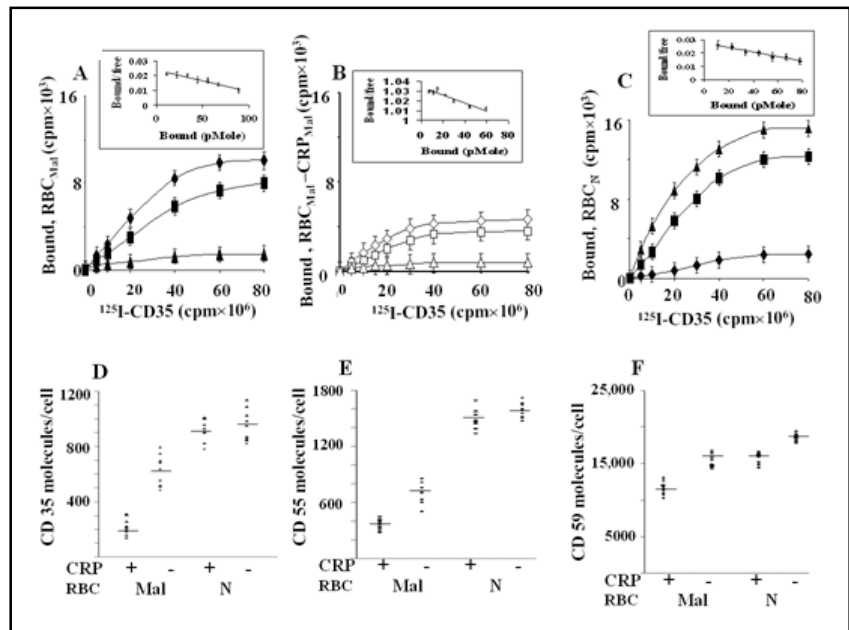 A
Bound/free
0.03
0.02
0.01
0
0
50
100
Bound (pMole)
Bound, RBCMal (cpm×10³)
16
8
0
0 20 40 60 80
¹²⁵I-CD35 (cpm×10⁶)
B
Bound/free
1.04
1.03
1.02
1.01
1
0 20 40 60 80
Bound (pMole)
Bound , RBCMal–CRPMal (cpm×10³)
16
8
0
0 20 40 60 80
¹²⁵I-CD35 (cpm×10⁶)
C
Bound/free
0.03
0.02
0.01
0
0 20 40 60 80
Bound (pMole)
Bound, RBCN (cpm×10³)
16
12
8
4
0
0 20 40 60 80
¹²⁵I-CD35 (cpm×10⁶)
D
CD 35 molecules/cell
1200
800
400
CRP + - + -
RBC Mal N
E
CD 55 molecules/cell
1800
1200
600
+ - + -
Mal N
F
CD 59 molecules/cell
25,000
15,000
5000
+ - + -
Mal N